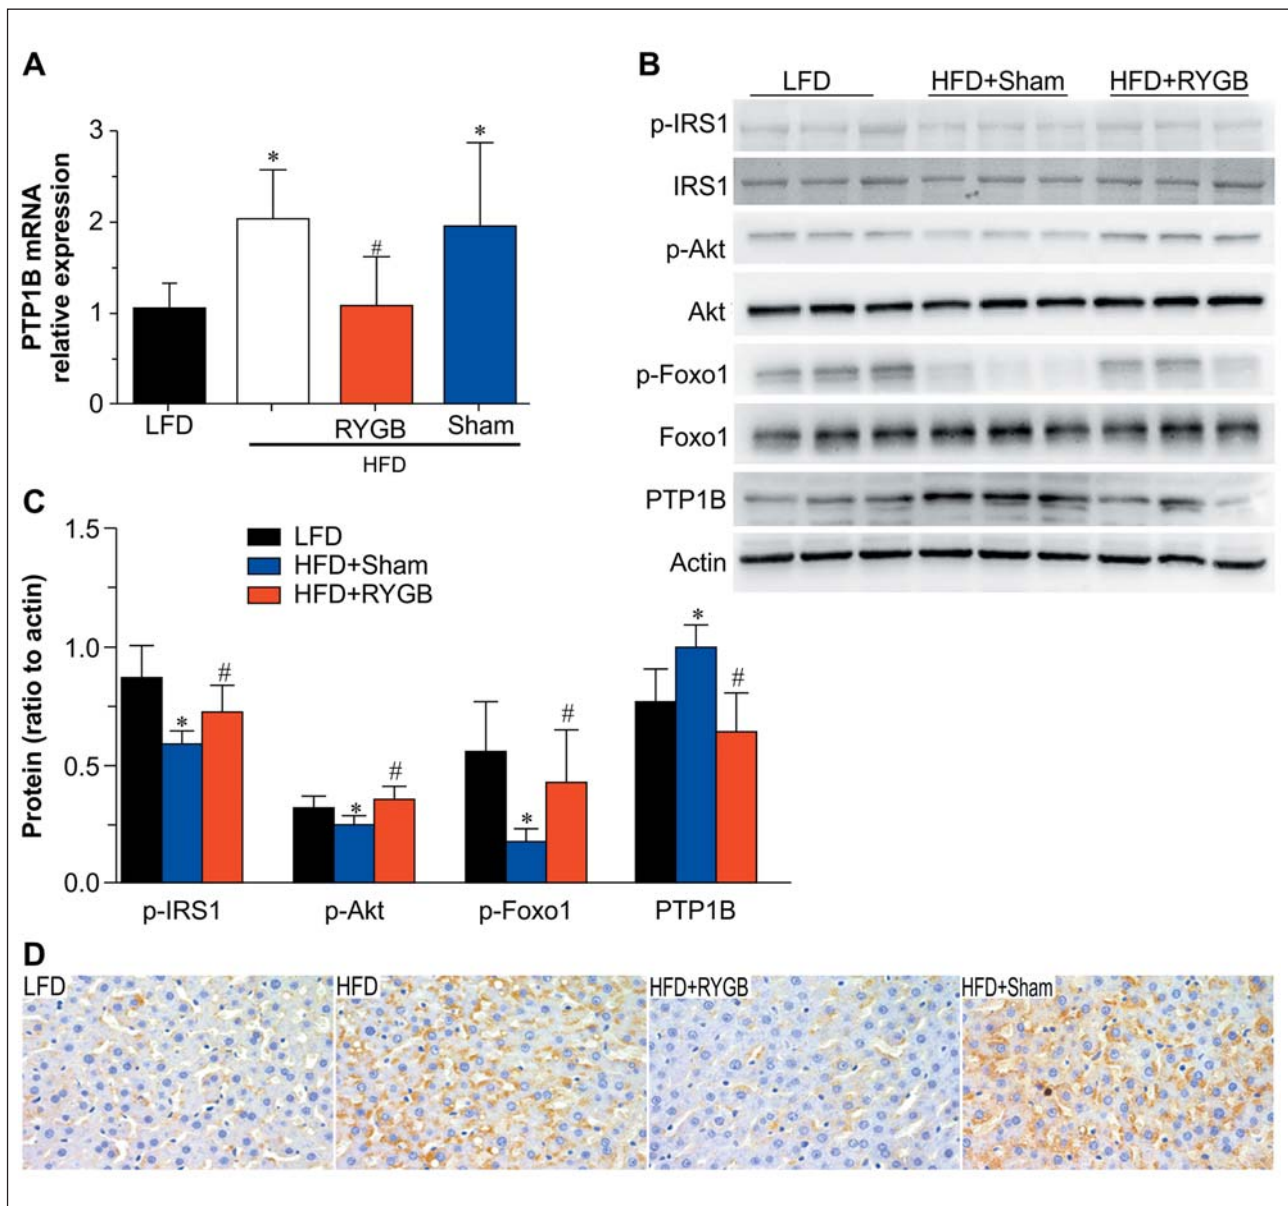 A
PTP1B mRNA
relative expression
3
2
1
0
*
#
*
LFD
RYGB
Sham
HFD
B
LFD
HFD+Sham
HFD+RYGB
p-IRS1
IRS1
p-Akt
Akt
p-Foxo1
Foxo1
PTP1B
Actin
C
Protein (ratio to actin)
1.5
1.0
0.5
0.0
LFD
HFD+Sham
HFD+RYGB
*
#
*
#
*
#
*
#
p-IRS1
p-Akt
p-Foxo1
PTP1B
D
LFD
HFD
HFD+RYGB
HFD+Sham